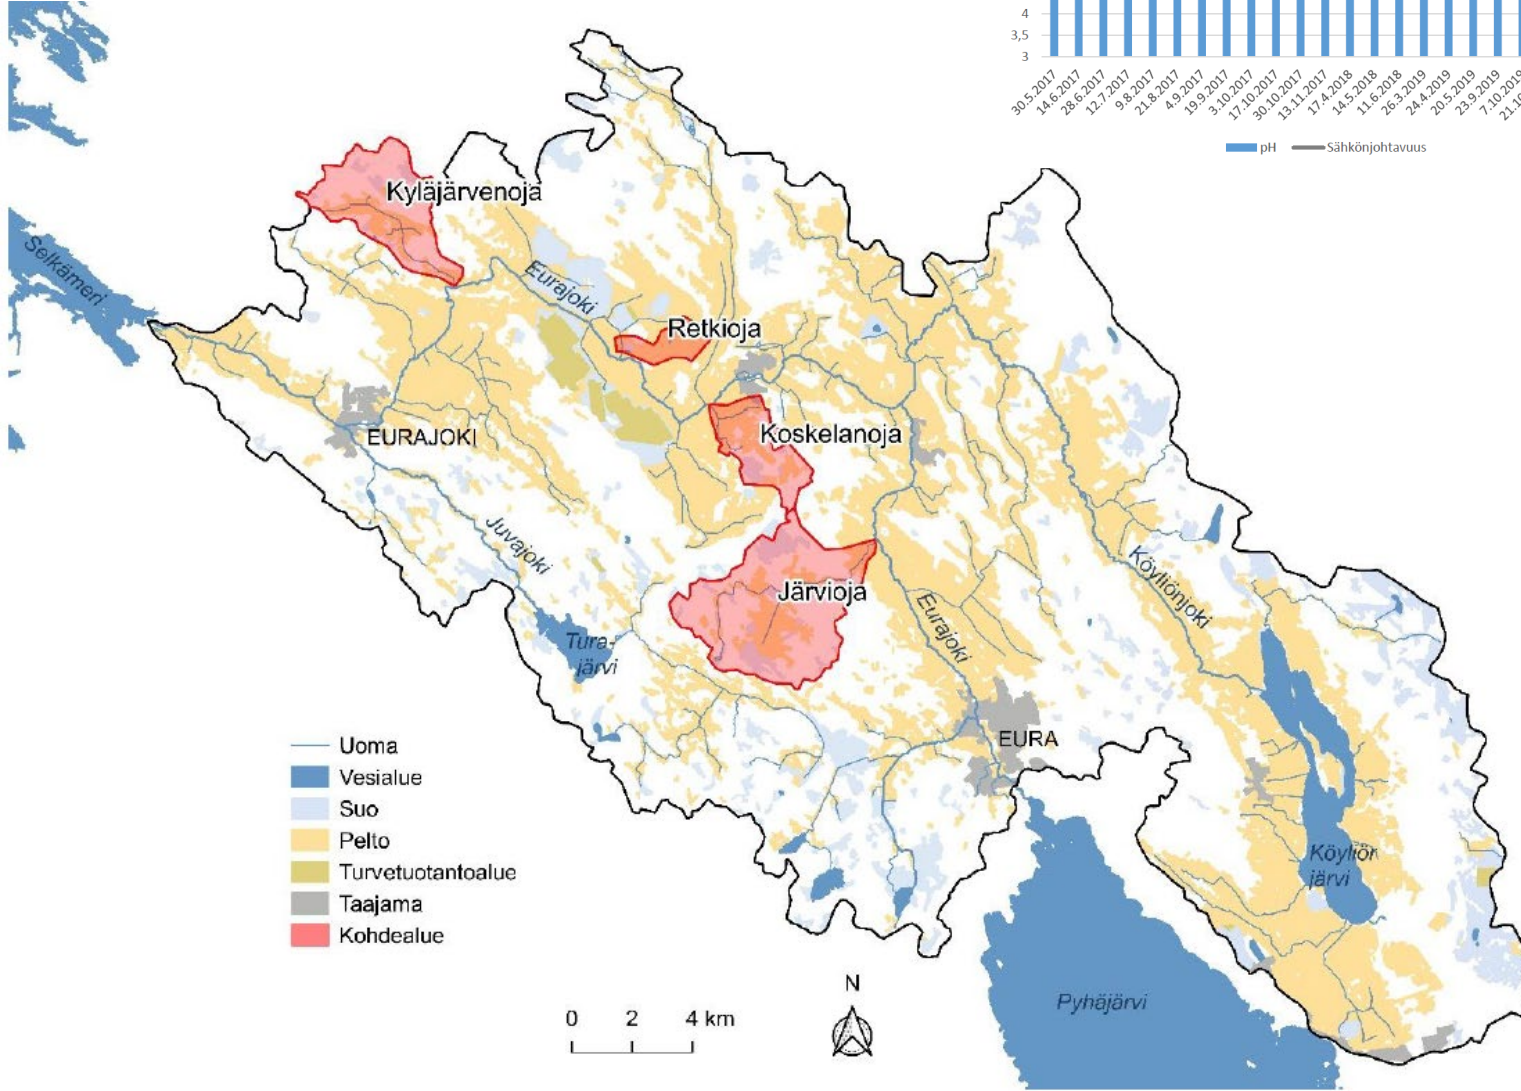 4
3,5
3
30.5.2017
14.6.2017
28.6.2017
12.7.2017
9.8.2017
21.8.2017
4.9.2017
19.9.2017
3.10.2017
17.10.2017
30.10.2017
13.11.2017
17.4.2018
14.5.2018
11.6.2018
26.3.2019
24.4.2019
20.5.2019
23.9.2019
7.10.2019
pH
Sähkönjohtavuus
Kyläjärvenoja
Selkämeri
Eurajoki
Retkioja
Koskelanoja
EURAJOKI
Juvajoki
Köyliönjoki
Järvioja
Eurajoki
Tura-
järvi
EURA
Uoma
Vesialue
Suo
Pelto
Turvetuotantoalue
Taajama
Kohdealue
järvi
Pyhäjärvi
N
0 2 4 km